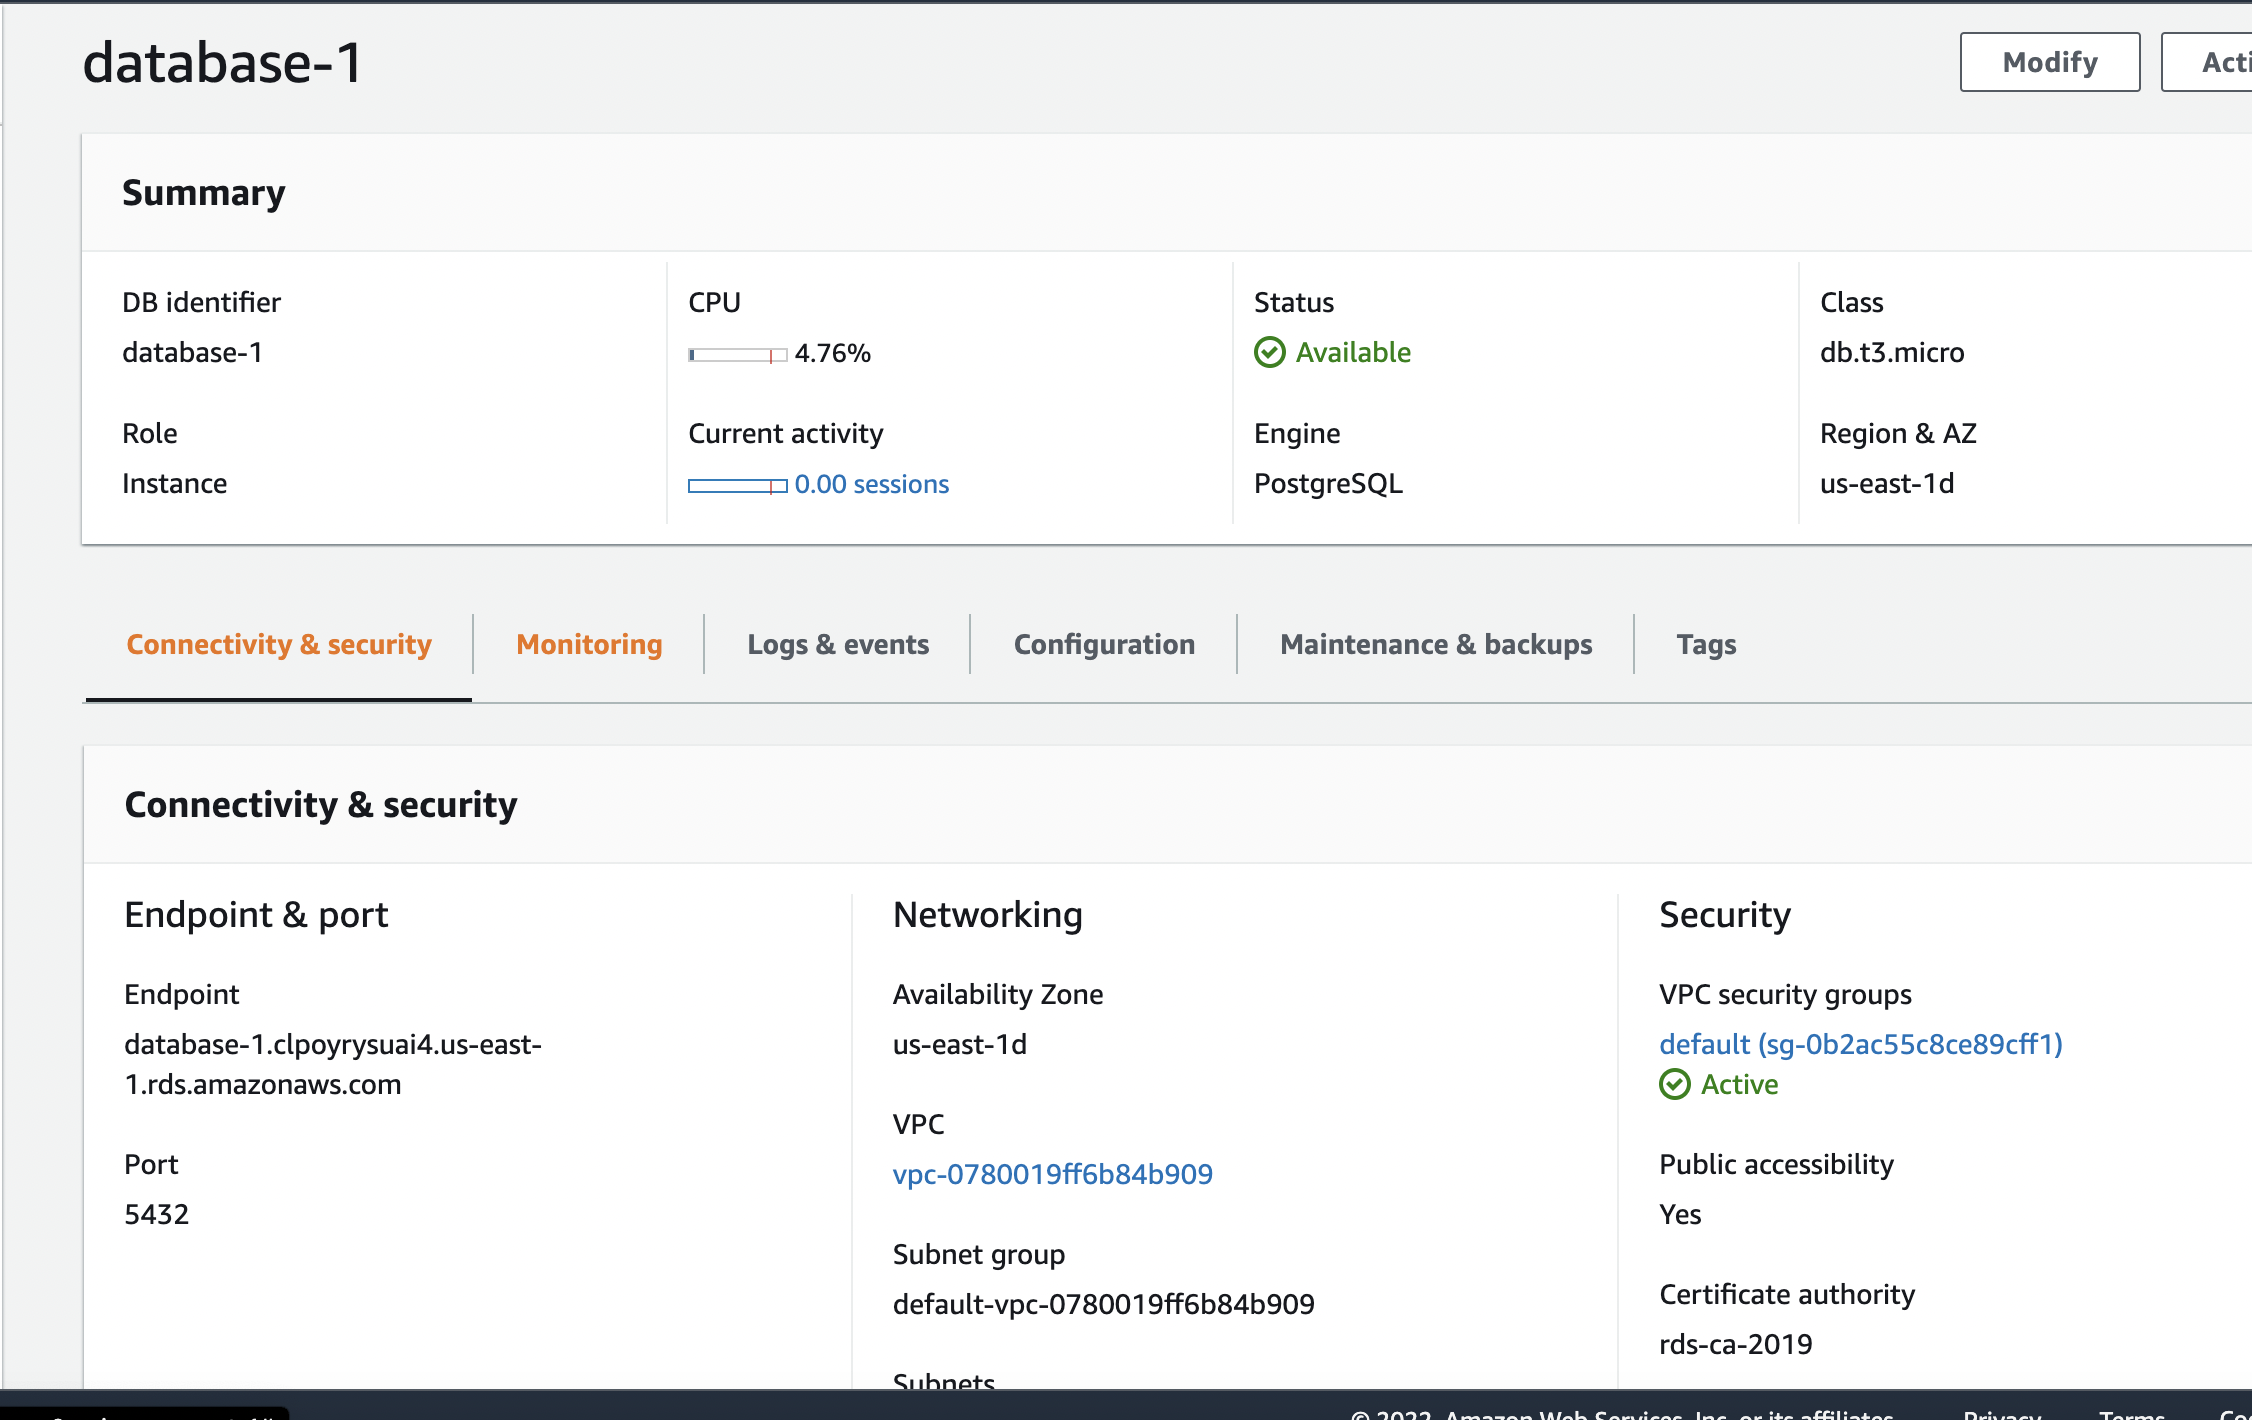 database-1
Modify
Summary
DB identifier
CPU
Status
Class
database-1
4.76%
Available
db.t3.micro
Role
Current activity
Engine
Region & AZ
Instance
0.00 sessions
PostgreSQL
us-east-1d
Connectivity & security
Monitoring
Logs & events
Configuration
Maintenance & backups
Tags
Connectivity & security
Endpoint & port
Endpoint
database-1.clpoyrysuai4.us-east-
1.rds.amazonaws.com
Port
5432
Networking
Availability Zone
us-east-1d
VPC
vpc-0780019ff6b84b909
Subnet group
default-vpc-0780019ff6b84b909
Subnets
Security
VPC security groups
default (sg-0b2ac55c8ce89cff1)
Active
Public accessibility
Yes
Certificate authority
rds-ca-2019
© 2022, Amazon Web Services, Inc. or its affiliates.
Privacy
Terms